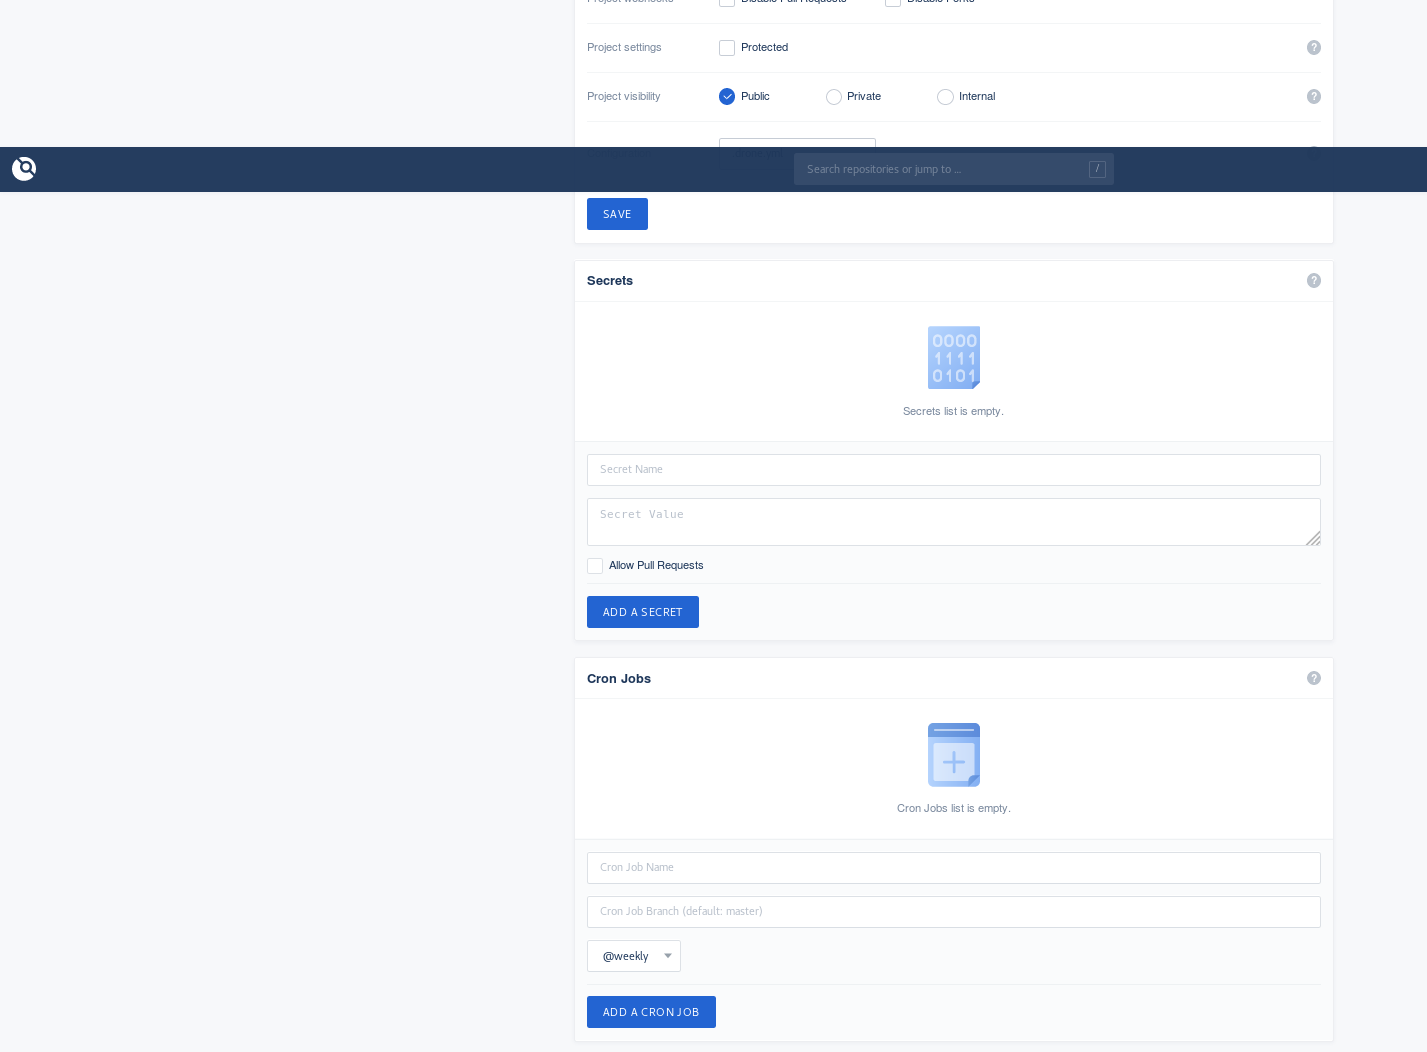 Project webhooks Disable Pull Requests Disable Forks
Project settings Protected ?
Project visibility Public Private Internal ?
Search repositories or jump to ... /
SAVE
Secrets ?
0000
1111
0101
Secrets list is empty.
Secret Name
Secret Value
Allow Pull Requests
ADD A SECRET
Cron Jobs ?
Cron Jobs list is empty.
Cron Job Name
Cron Job Branch (default: master)
@weekly
ADD A CRON JOB